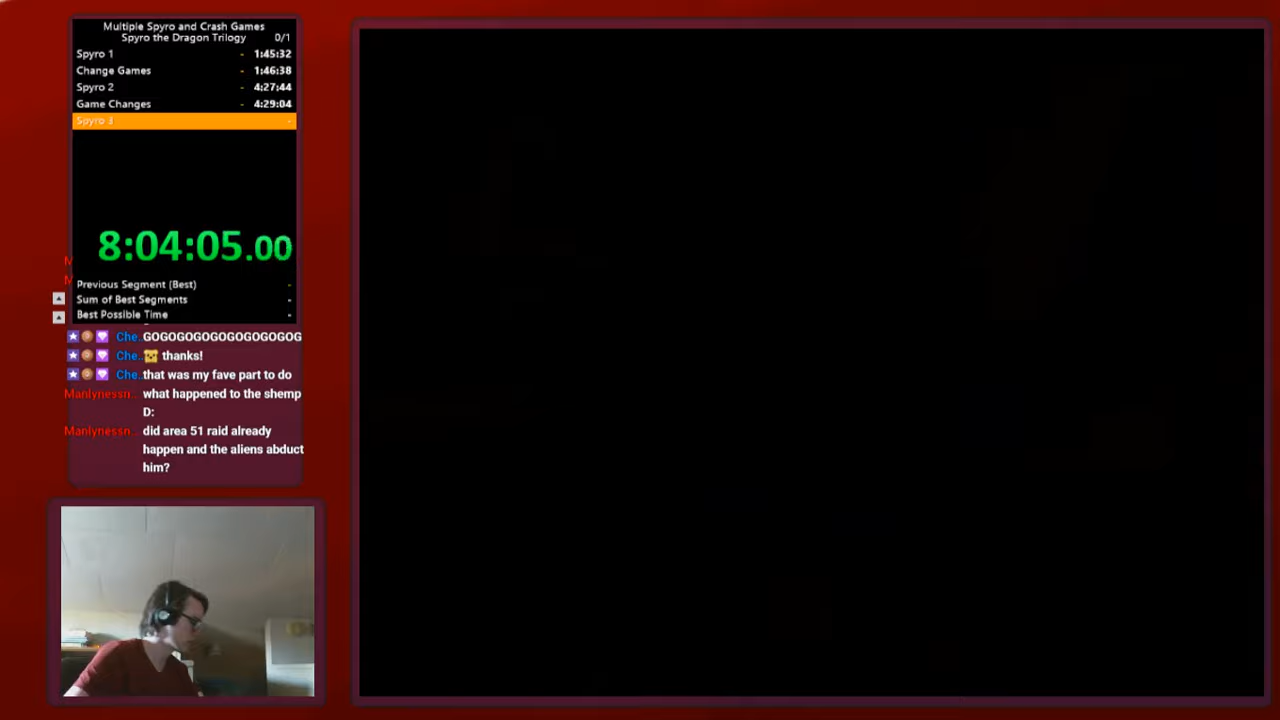 Multiple Spyro and Crash Games
Spyro the Dragon Trilogy 0/1
Spyro 1 - 1:45:32
Change Games - 1:46:38
Spyro 2 - 4:27:44
Game Changes - 4:29:04
Spyro 3 -
8:04:05.00
Previous Segment (Best) -
Sum of Best Segments -
Best Possible Time -
Che.. GOGOGOGOGOGOGOGOGOG
Che.. thanks!
Che.. that was my fave part to do
Manlynessn... what happened to the shemp
D:
Manlynessn... did area 51 raid already
happen and the aliens abduct
him?